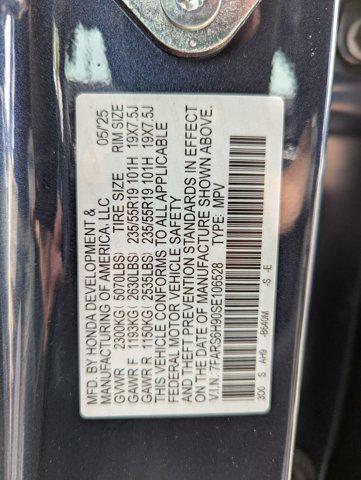 MFD. BY HONDA DEVELOPMENT & 05/25
MANUFACTURING OF AMERICA, LLC
TIRE SIZE RIM SIZE
GVWR 2300KG ( 5070LBS)
GAWR F 1193KG ( 2630LBS) 235/55R19 101H 19X7.5J
GAWR R 1150KG ( 2535LBS) 235/55R19 101H 19X7.5J
THIS VEHICLE CONFORMS TO ALL APPLICABLE
FEDERAL MOTOR VEHICLE SAFETY
AND THEFT PREVENTION STANDARDS IN EFFECT
ON THE DATE OF MANUFACTURE SHOWN ABOVE.
V.I.N.: 7FARS6H90SE106528 TYPE: MPV
3D0 S AH9 -B640M -S -E